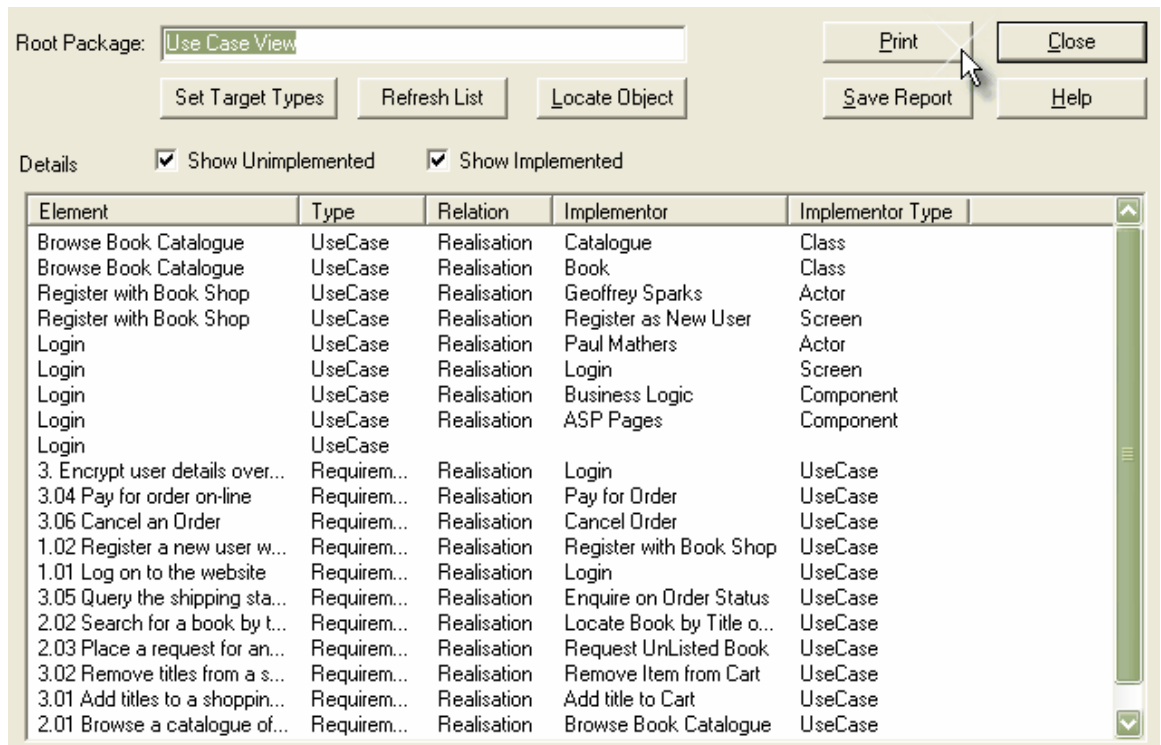 Root Package: Use Case View Print Close
Set Target Types Refresh List Locate Object Save Report Help
Details Show Unimplemented Show Implemented
Element Type Relation Implementor Implementor Type
Browse Book Catalogue UseCase Realisation Catalogue Class
Browse Book Catalogue UseCase Realisation Book Class
Register with Book Shop UseCase Realisation Geoffrey Sparks Actor
Register with Book Shop UseCase Realisation Register as New User Screen
Login UseCase Realisation Paul Mathers Actor
Login UseCase Realisation Login Screen
Login UseCase Realisation Business Logic Component
Login UseCase Realisation ASP Pages Component
Login UseCase
3. Encrypt user details over... Requirem... Realisation Login UseCase
3.04 Pay for order on-line Requirem... Realisation Pay for Order UseCase
3.06 Cancel an Order Requirem... Realisation Cancel Order UseCase
1.02 Register a new user w... Requirem... Realisation Register with Book Shop UseCase
1.01 Log on to the website Requirem... Realisation Login UseCase
3.05 Query the shipping sta... Requirem... Realisation Enquire on Order Status UseCase
2.02 Search for a book by t... Requirem... Realisation Locate Book by Title o... UseCase
2.03 Place a request for an... Requirem... Realisation Request UnListed Book UseCase
3.02 Remove titles from a s... Requirem... Realisation Remove Item from Cart UseCase
3.01 Add titles to a shoppin... Requirem... Realisation Add title to Cart UseCase
2.01 Browse a catalogue of... Requirem... Realisation Browse Book Catalogue UseCase